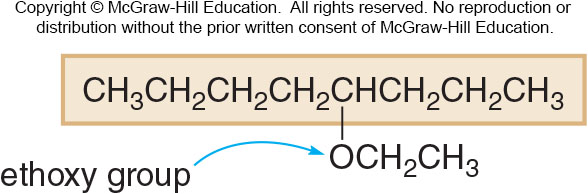 Copyright © McGraw-Hill Education.  All rights reserved. No reproduction or
distribution without the prior written consent of McGraw-Hill Education.
CH₃CH₂CH₂CH₂CHCH₂CH₂CH₃
OCH₂CH₃
ethoxy group